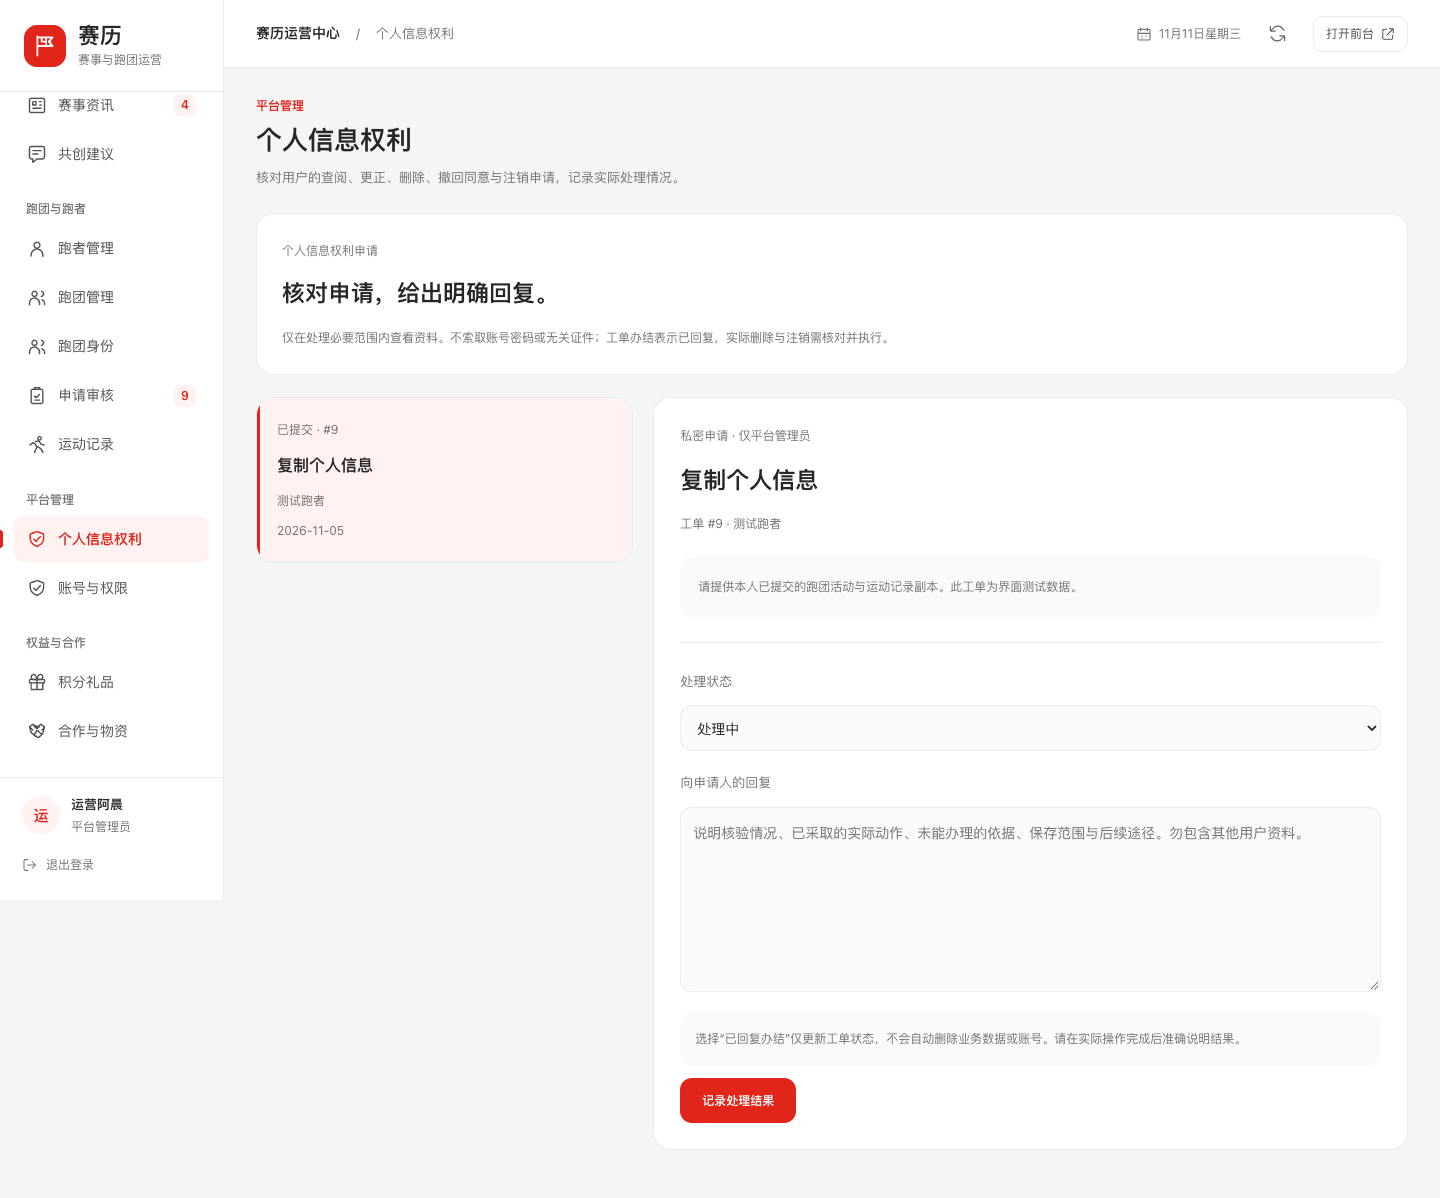 赛历
赛事与跑团运营
赛事资讯 4
共创建议
跑团与跑者
跑者管理
跑团管理
跑团身份
申请审核 9
运动记录
平台管理
个人信息权利
账号与权限
权益与合作
积分礼品
合作与物资
运 运营阿晨
平台管理员
退出登录
赛历运营中心 / 个人信息权利
11月11日星期三
打开前台
平台管理
个人信息权利
核对用户的查阅、更正、删除、撤回同意与注销申请，记录实际处理情况。
个人信息权利申请
核对申请，给出明确回复。
仅在处理必要范围内查看资料。不索取账号密码或无关证件；工单办结表示已回复，实际删除与注销需核对并执行。
已提交 · #9
复制个人信息
测试跑者
2026-11-05
私密申请 · 仅平台管理员
复制个人信息
工单 #9 · 测试跑者
请提供本人已提交的跑团活动与运动记录副本。此工单为界面测试数据。
处理状态
处理中
向申请人的回复
说明核验情况、已采取的实际动作、未能办理的依据、保存范围与后续途径。勿包含其他用户资料。
选择“已回复办结”仅更新工单状态，不会自动删除业务数据或账号。请在实际操作完成后准确说明结果。
记录处理结果